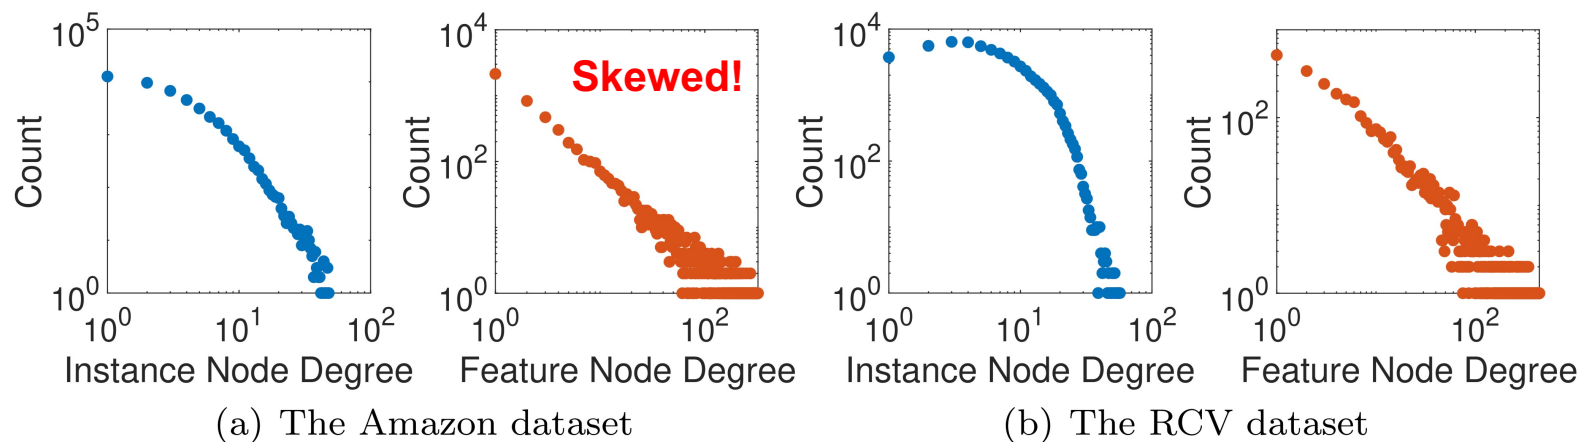 10^5
10^0
Count
10^0 10^1 10^2
Instance Node Degree
10^4
10^2
10^0
Count
Skewed!
10^0 10^2
Feature Node Degree
(a) The Amazon dataset
10^4
10^2
10^0
Count
10^0 10^1 10^2
Instance Node Degree
10^2
10^0
Count
10^0 10^2
Feature Node Degree
(b) The RCV dataset